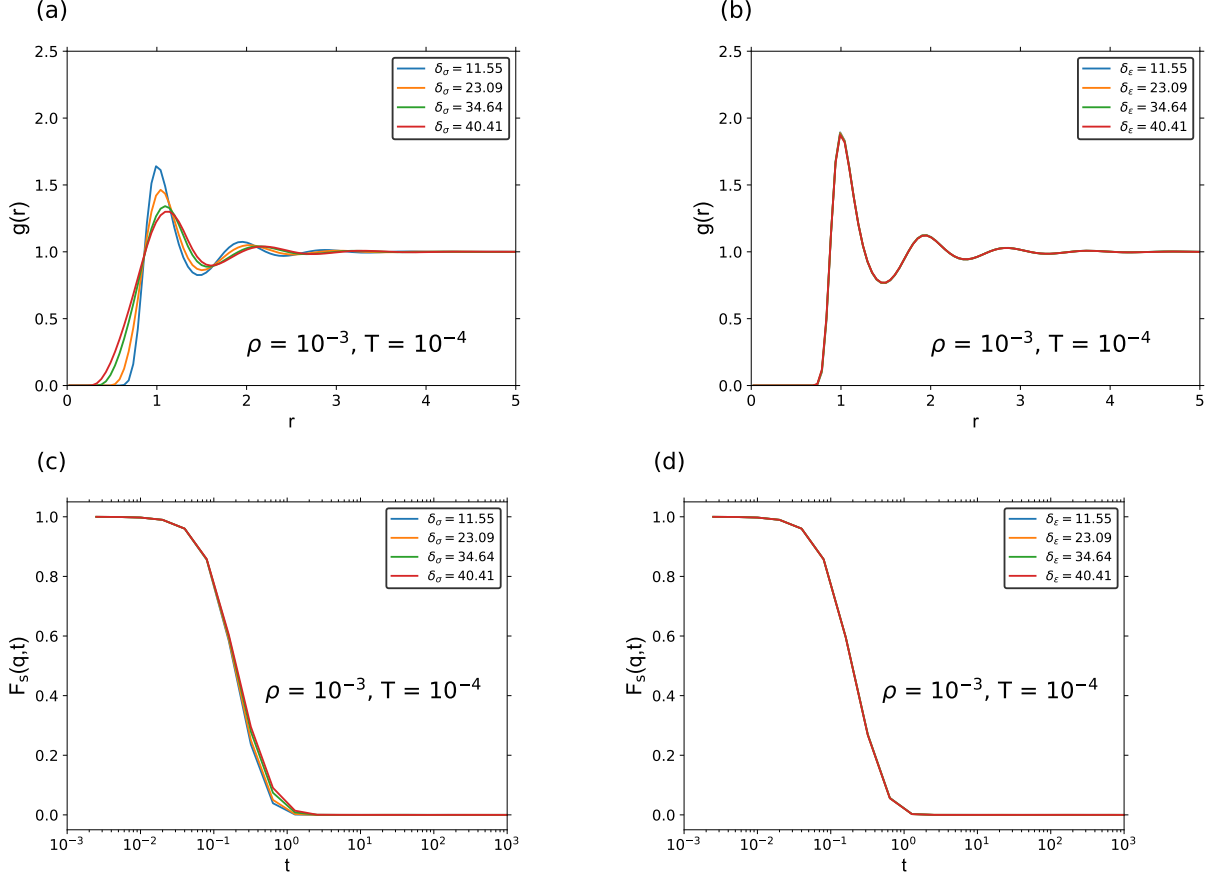 (a)
2.5
2.0
1.5
1.0
0.5
0.0
g(r)
δσ = 11.55
δσ = 23.09
δσ = 34.64
δσ = 40.41
ρ = 10⁻³, T = 10⁻⁴
0 1 2 3 4 5
r
(b)
2.5
2.0
1.5
1.0
0.5
0.0
g(r)
δε = 11.55
δε = 23.09
δε = 34.64
δε = 40.41
ρ = 10⁻³, T = 10⁻⁴
0 1 2 3 4 5
r
(c)
1.0
0.8
0.6
0.4
0.2
0.0
Fₛ(q,t)
δσ = 11.55
δσ = 23.09
δσ = 34.64
δσ = 40.41
ρ = 10⁻³, T = 10⁻⁴
10⁻³ 10⁻² 10⁻¹ 10⁰ 10¹ 10² 10³
t
(d)
1.0
0.8
0.6
0.4
0.2
0.0
Fₛ(q,t)
δε = 11.55
δε = 23.09
δε = 34.64
δε = 40.41
ρ = 10⁻³, T = 10⁻⁴
10⁻³ 10⁻² 10⁻¹ 10⁰ 10¹ 10² 10³
t